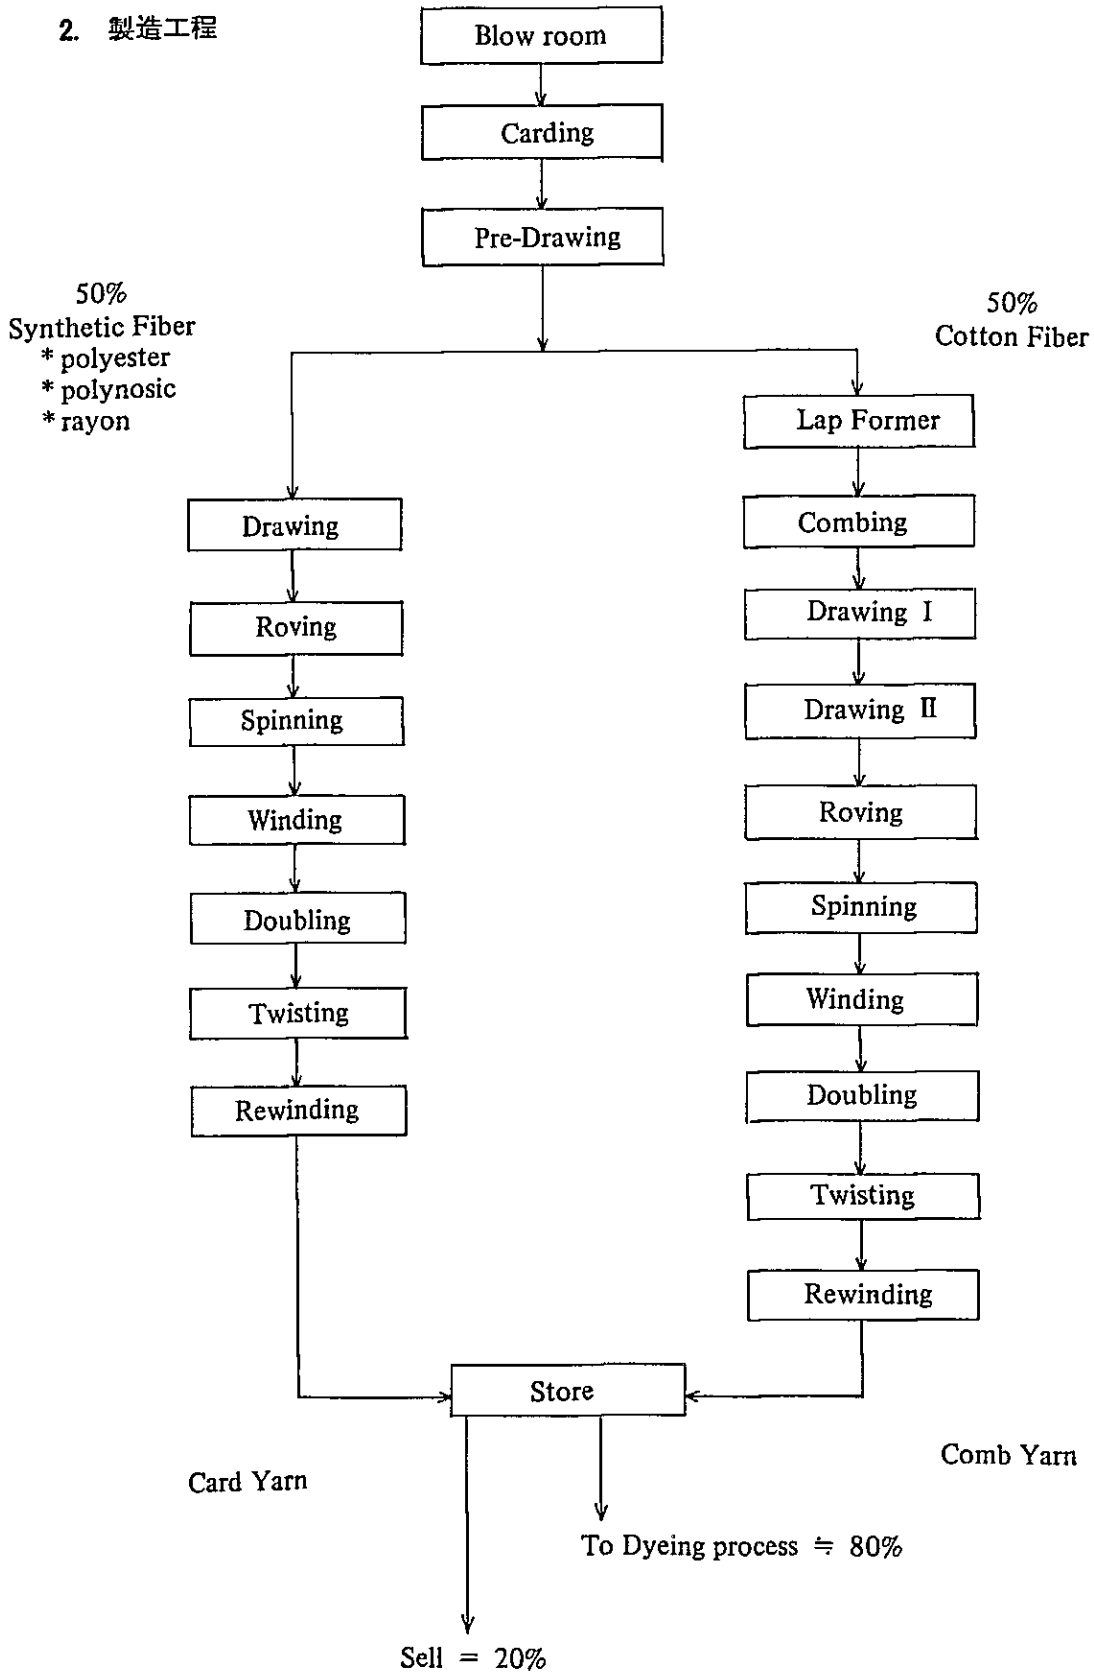 2. 製造工程
Blow room
Carding
Pre-Drawing
50%
Synthetic Fiber
* polyester
* polynosic
* rayon
50%
Cotton Fiber
Drawing
Roving
Spinning
Winding
Doubling
Twisting
Rewinding
Lap Former
Combing
Drawing I
Drawing II
Roving
Spinning
Winding
Doubling
Twisting
Rewinding
Store
Card Yarn
Comb Yarn
To Dyeing process ≒ 80%
Sell = 20%